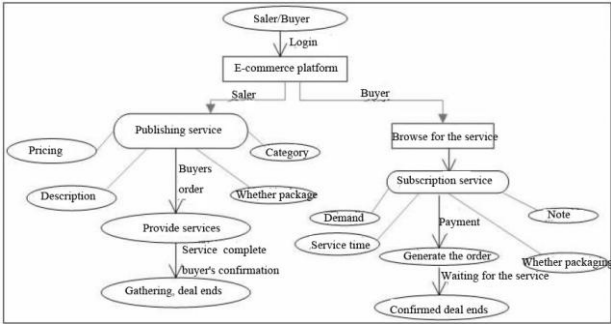 Saler/Buyer
Login
E-commerce platform
Saler
Buyer
Publishing service
Browse for the service
Pricing
Category
Buyers
order
Subscription service
Description
Whether package
Demand
Payment
Note
Provide services
Service time
Service complete
buyer's confirmation
Generate the order
Whether packaging
Waiting for the service
Gathering, deal ends
Confirmed deal ends